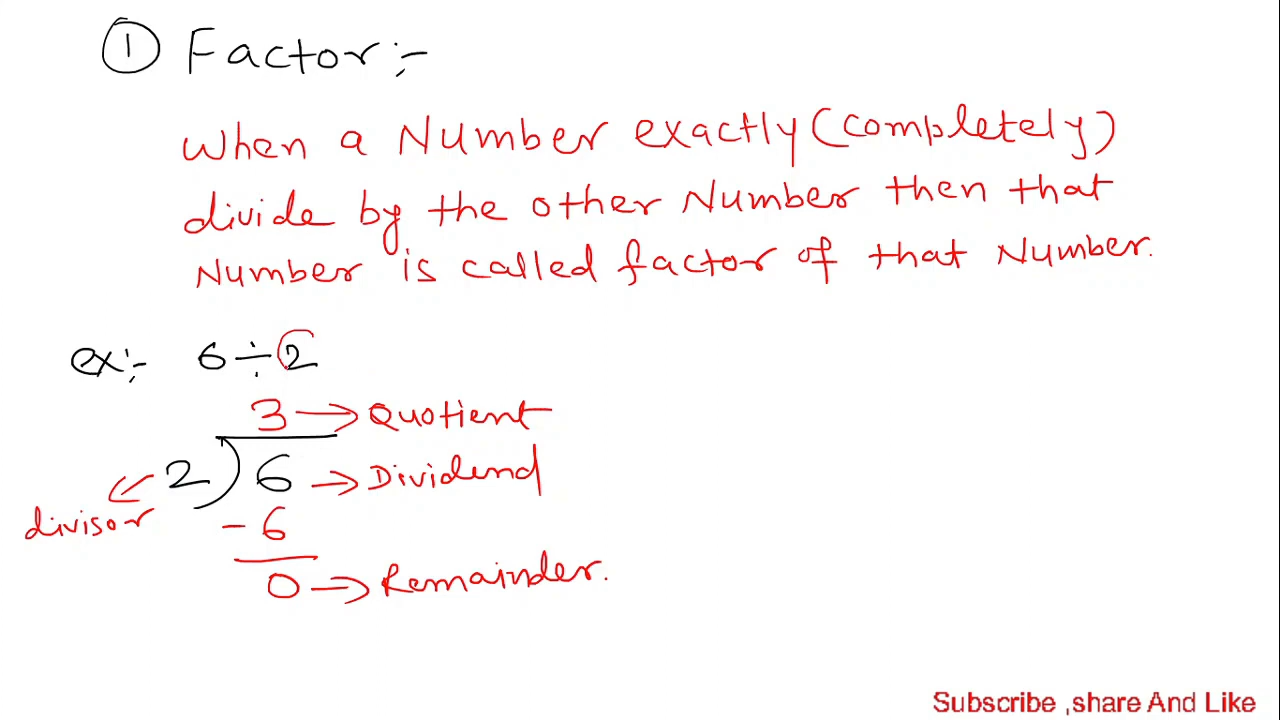 ① Factor:-
When a Number exactly (completely)
divide by the other Number then that
Number is called factor of that Number.
ex:- 6 ÷ 2
3 → Quotient
2 ) 6 → Dividend
divisor
- 6
0 → Remainder.
Subscribe ,share And Like